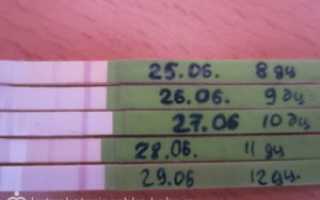 25.06. 8 дц
26.06. 9 дц
27.06 10 дц
28.06. 11 дц
29.06 12 дц.